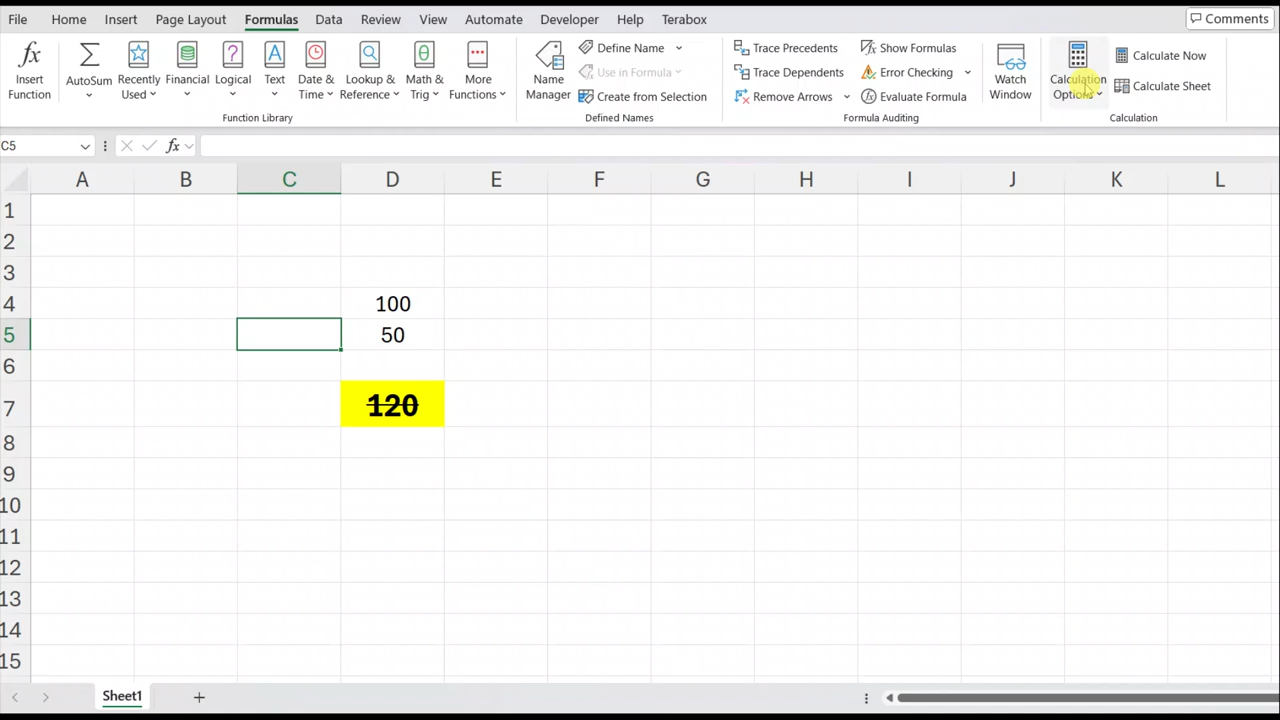 File Home Insert Page Layout Formulas Data Review View Automate Developer Help Terabox Comments
Insert Function AutoSum Recently Used Financial Logical Text Date & Time Lookup & Reference Math & Trig More Functions
Function Library
Name Manager Define Name Use in Formula Create from Selection
Defined Names
Trace Precedents Trace Dependents Remove Arrows Show Formulas Error Checking Evaluate Formula
Formula Auditing
Watch Window
Calculation Options Calculate Now Calculate Sheet
Calculation
C5 fx
A B C D E F G H I J K L
1
2
3
4 100
5 50
6
7 120
8
9
10
11
12
13
14
15
Sheet1